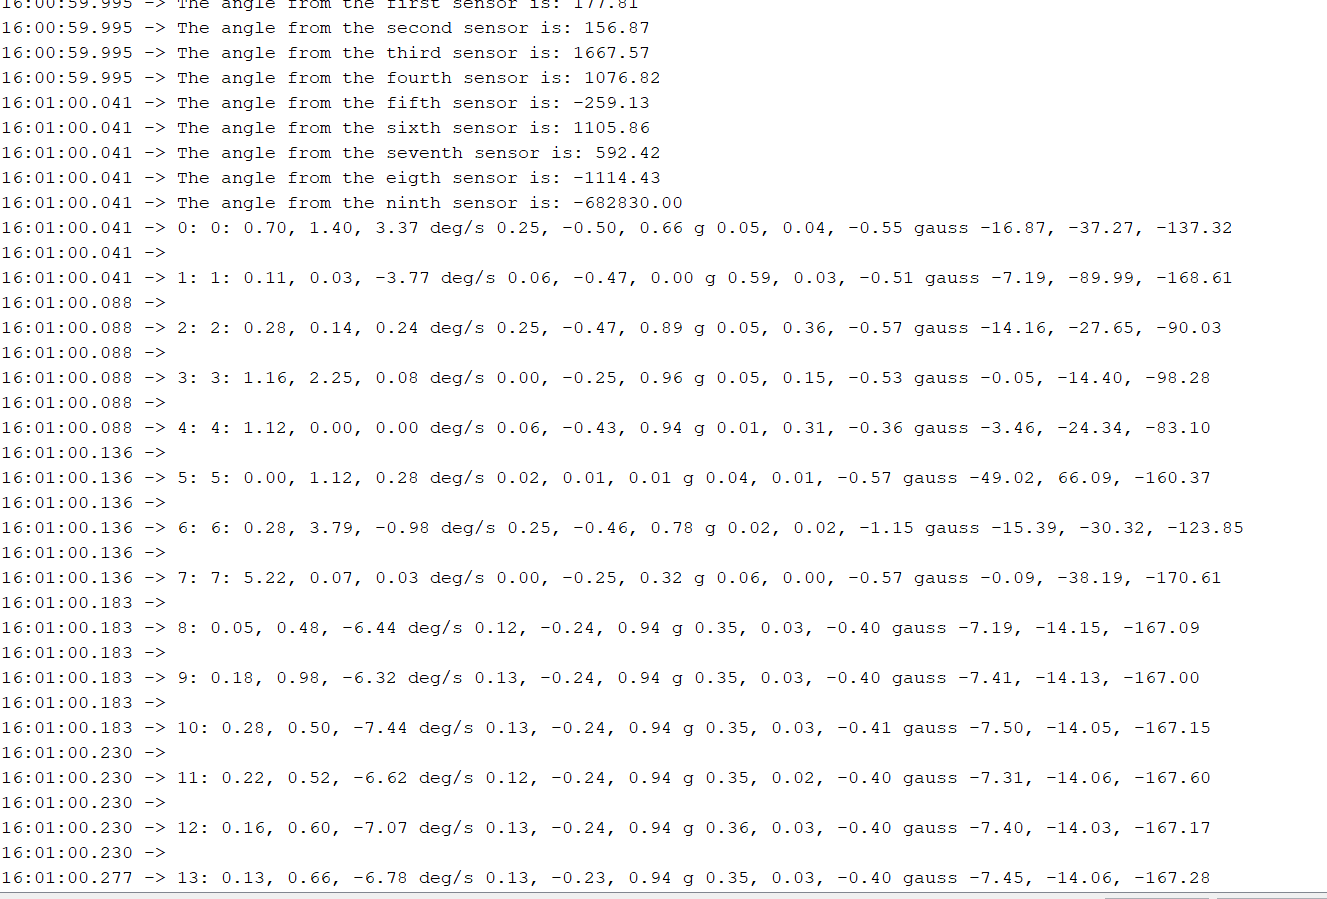 16:00:59.995 -> The angle from the first sensor is: 177.81
16:00:59.995 -> The angle from the second sensor is: 156.87
16:00:59.995 -> The angle from the third sensor is: 1667.57
16:00:59.995 -> The angle from the fourth sensor is: 1076.82
16:01:00.041 -> The angle from the fifth sensor is: -259.13
16:01:00.041 -> The angle from the sixth sensor is: 1105.86
16:01:00.041 -> The angle from the seventh sensor is: 592.42
16:01:00.041 -> The angle from the eigth sensor is: -1114.43
16:01:00.041 -> The angle from the ninth sensor is: -682830.00
16:01:00.041 -> 0: 0: 0.70, 1.40, 3.37 deg/s 0.25, -0.50, 0.66 g 0.05, 0.04, -0.55 gauss -16.87, -37.27, -137.32
16:01:00.041 ->
16:01:00.041 -> 1: 1: 0.11, 0.03, -3.77 deg/s 0.06, -0.47, 0.00 g 0.59, 0.03, -0.51 gauss -7.19, -89.99, -168.61
16:01:00.088 ->
16:01:00.088 -> 2: 2: 0.28, 0.14, 0.24 deg/s 0.25, -0.47, 0.89 g 0.05, 0.36, -0.57 gauss -14.16, -27.65, -90.03
16:01:00.088 ->
16:01:00.088 -> 3: 3: 1.16, 2.25, 0.08 deg/s 0.00, -0.25, 0.96 g 0.05, 0.15, -0.53 gauss -0.05, -14.40, -98.28
16:01:00.088 ->
16:01:00.088 -> 4: 4: 1.12, 0.00, 0.00 deg/s 0.06, -0.43, 0.94 g 0.01, 0.31, -0.36 gauss -3.46, -24.34, -83.10
16:01:00.136 ->
16:01:00.136 -> 5: 5: 0.00, 1.12, 0.28 deg/s 0.02, 0.01, 0.01 g 0.04, 0.01, -0.57 gauss -49.02, 66.09, -160.37
16:01:00.136 ->
16:01:00.136 -> 6: 6: 0.28, 3.79, -0.98 deg/s 0.25, -0.46, 0.78 g 0.02, 0.02, -1.15 gauss -15.39, -30.32, -123.85
16:01:00.136 ->
16:01:00.136 -> 7: 7: 5.22, 0.07, 0.03 deg/s 0.00, -0.25, 0.32 g 0.06, 0.00, -0.57 gauss -0.09, -38.19, -170.61
16:01:00.183 ->
16:01:00.183 -> 8: 0.05, 0.48, -6.44 deg/s 0.12, -0.24, 0.94 g 0.35, 0.03, -0.40 gauss -7.19, -14.15, -167.09
16:01:00.183 ->
16:01:00.183 -> 9: 0.18, 0.98, -6.32 deg/s 0.13, -0.24, 0.94 g 0.35, 0.03, -0.40 gauss -7.41, -14.13, -167.00
16:01:00.183 ->
16:01:00.183 -> 10: 0.28, 0.50, -7.44 deg/s 0.13, -0.24, 0.94 g 0.35, 0.03, -0.41 gauss -7.50, -14.05, -167.15
16:01:00.230 ->
16:01:00.230 -> 11: 0.22, 0.52, -6.62 deg/s 0.12, -0.24, 0.94 g 0.35, 0.02, -0.40 gauss -7.31, -14.06, -167.60
16:01:00.230 ->
16:01:00.230 -> 12: 0.16, 0.60, -7.07 deg/s 0.13, -0.24, 0.94 g 0.36, 0.03, -0.40 gauss -7.40, -14.03, -167.17
16:01:00.230 ->
16:01:00.277 -> 13: 0.13, 0.66, -6.78 deg/s 0.13, -0.23, 0.94 g 0.35, 0.03, -0.40 gauss -7.45, -14.06, -167.28